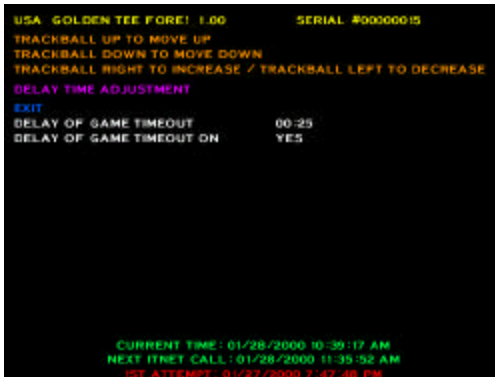 USA GOLDEN TEE FORE! 1.00 SERIAL #00000015
TRACKBALL UP TO MOVE UP
TRACKBALL DOWN TO MOVE DOWN
TRACKBALL RIGHT TO INCREASE / TRACKBALL LEFT TO DECREASE
DELAY TIME ADJUSTMENT
EXIT
DELAY OF GAME TIMEOUT 00:25
DELAY OF GAME TIMEOUT ON YES
CURRENT TIME: 01/28/2000 10:39:17 AM
NEXT ITNET CALL: 01/28/2000 11:35:52 AM
1ST ATTEMPT: 01/27/2000 7:47:48 PM